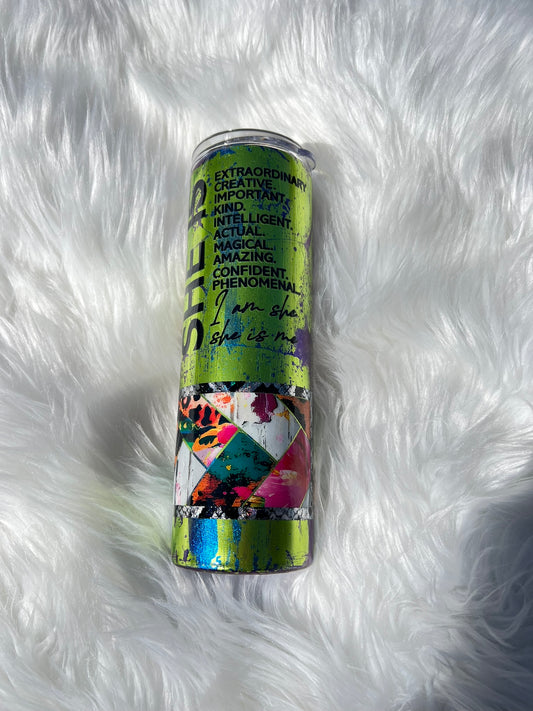 SHE IS
EXTRAORDINARY.
CREATIVE.
IMPORTANT.
KIND.
INTELLIGENT.
ACTUAL.
MAGICAL.
AMAZING.
CONFIDENT.
PHENOMENAL.
I am she
she is me